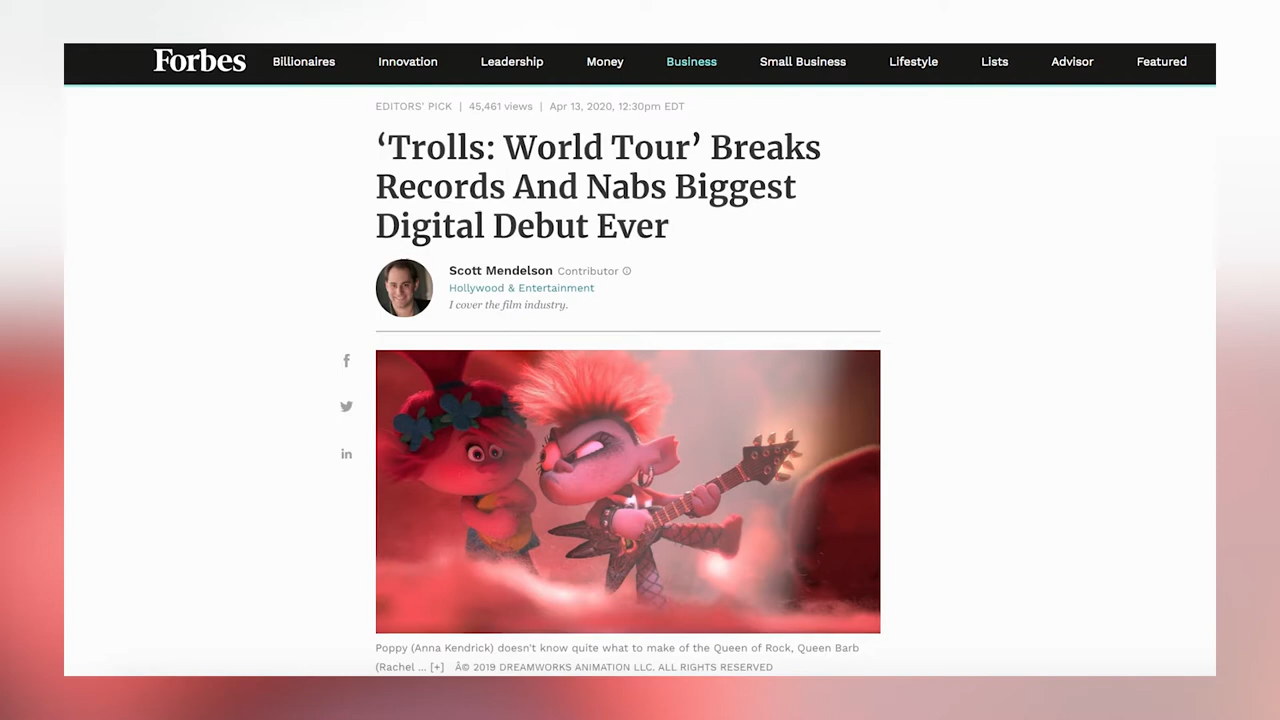 Forbes Billionaires Innovation Leadership Money Business Small Business Lifestyle Lists Advisor Featured
EDITORS' PICK | 45,461 views | Apr 13, 2020, 12:30pm EDT
‘Trolls: World Tour’ Breaks
Records And Nabs Biggest
Digital Debut Ever
Scott Mendelson Contributor
Hollywood & Entertainment
I cover the film industry.
f
in
Poppy (Anna Kendrick) doesn't know quite what to make of the Queen of Rock, Queen Barb
(Rachel ... [+] Â© 2019 DREAMWORKS ANIMATION LLC. ALL RIGHTS RESERVED